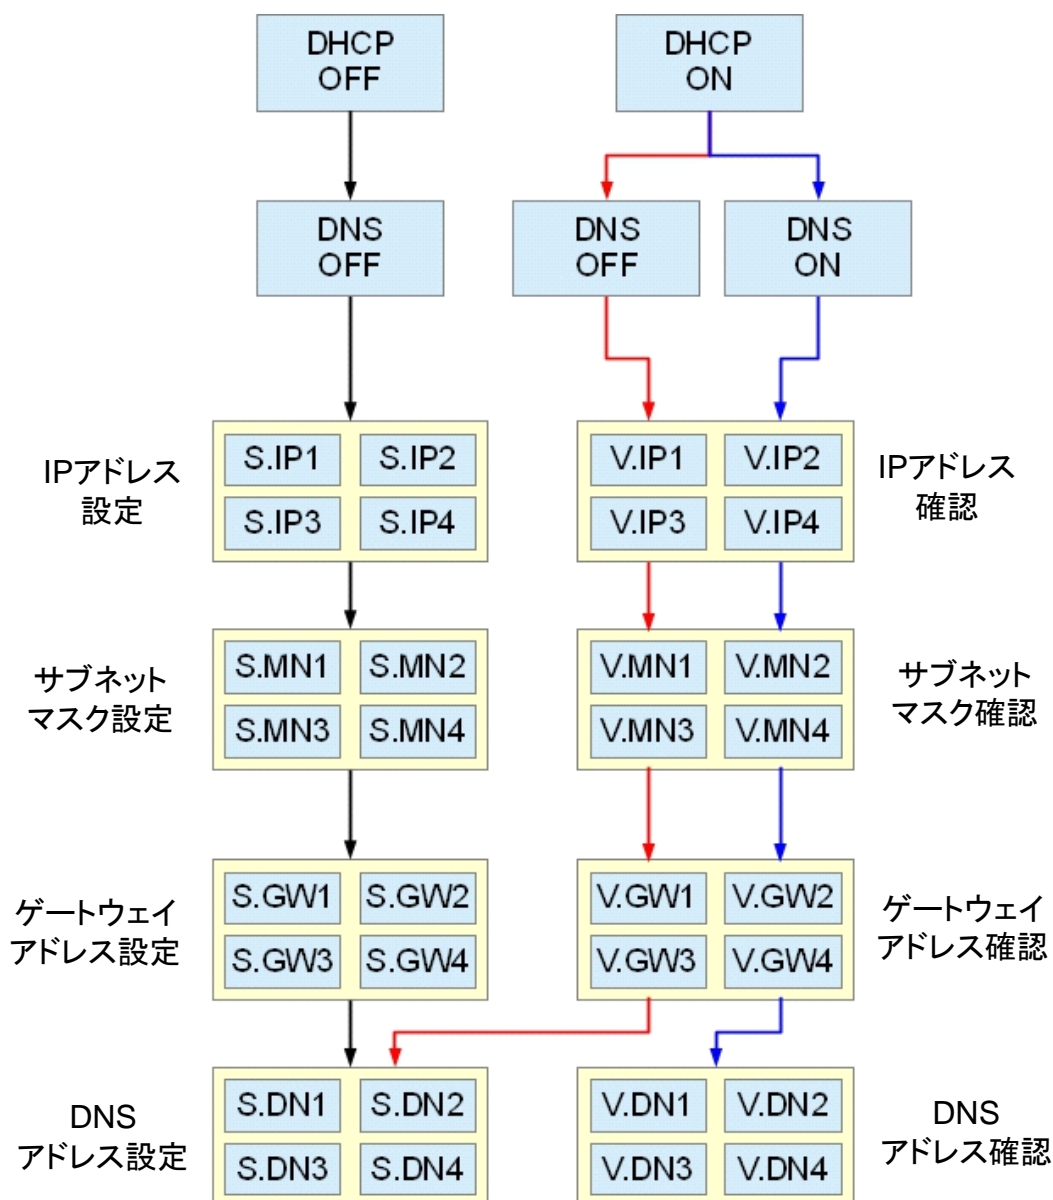 DHCP
OFF
DHCP
ON
DNS
OFF
DNS
OFF
DNS
ON
IPアドレス
設定
S.IP1
S.IP2
S.IP3
S.IP4
V.IP1
V.IP2
V.IP3
V.IP4
IPアドレス
確認
サブネット
マスク設定
S.MN1
S.MN2
S.MN3
S.MN4
V.MN1
V.MN2
V.MN3
V.MN4
サブネット
マスク確認
ゲートウェイ
アドレス設定
S.GW1
S.GW2
S.GW3
S.GW4
V.GW1
V.GW2
V.GW3
V.GW4
ゲートウェイ
アドレス確認
DNS
アドレス設定
S.DN1
S.DN2
S.DN3
S.DN4
V.DN1
V.DN2
V.DN3
V.DN4
DNS
アドレス確認